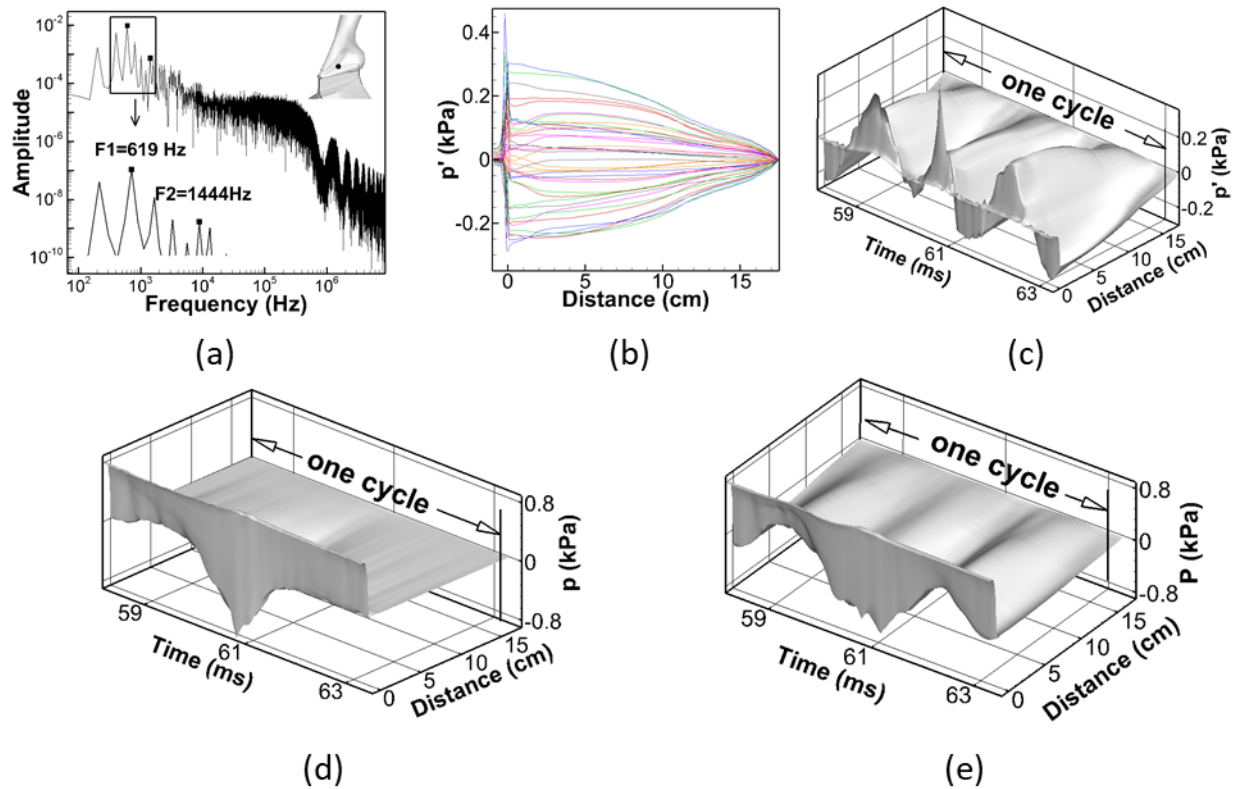 10⁻²
10⁻⁴
10⁻⁶
10⁻⁸
10⁻¹⁰
Amplitude
F1=619 Hz
F2=1444Hz
10² 10³ 10⁴ 10⁵ 10⁶
Frequency (Hz)
(a)
0.4
0.2
0
-0.2
p' (kPa)
0 5 10 15
Distance (cm)
(b)
one cycle
0.2
0
-0.2
p' (kPa)
59
61
63
Time (ms)
0
5
10
15
Distance (cm)
(c)
one cycle
0.8
0
-0.8
p (kPa)
59
61
63
Time (ms)
0
5
10
15
Distance (cm)
(d)
one cycle
0.8
0
-0.8
P (kPa)
59
61
63
Time (ms)
0
5
10
15
Distance (cm)
(e)